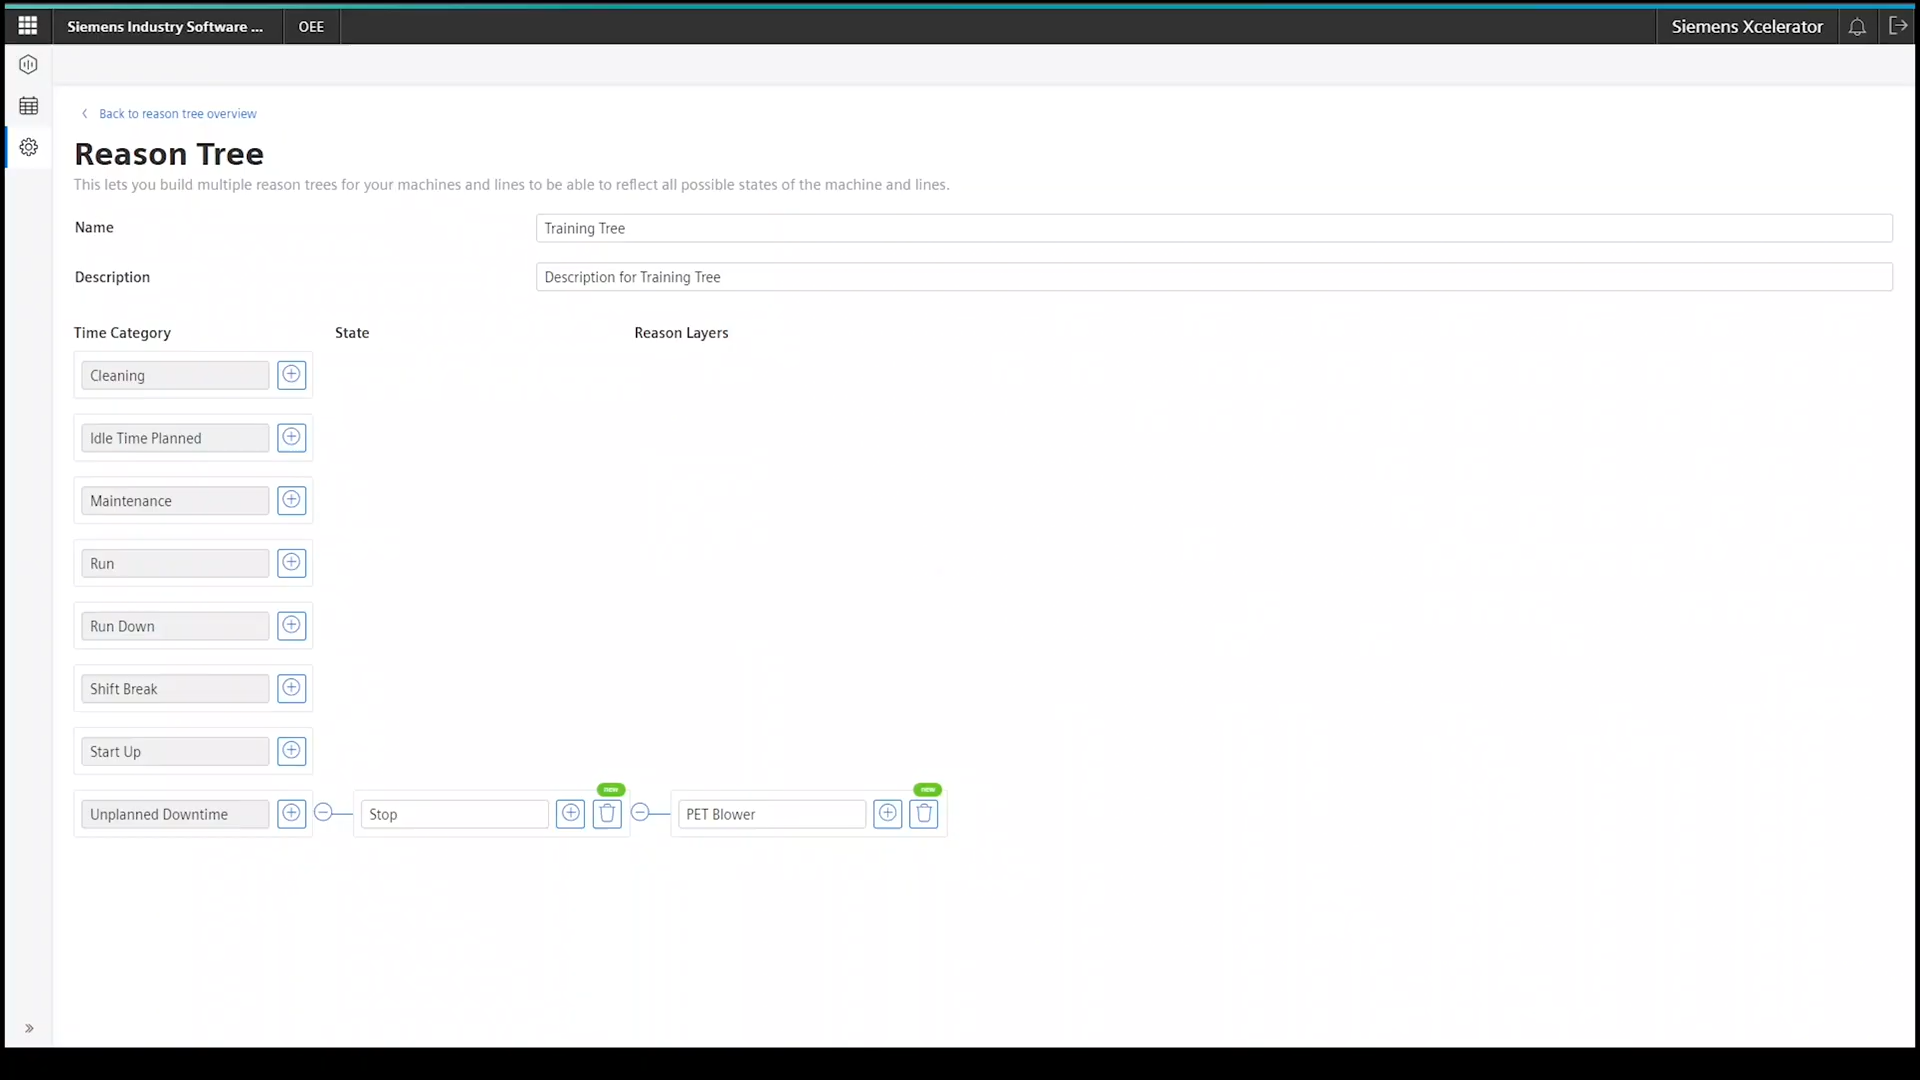 Siemens Industry Software ...
OEE
Siemens Xcelerator
Back to reason tree overview
Reason Tree
This lets you build multiple reason trees for your machines and lines to be able to reflect all possible states of the machine and lines.
Name
Training Tree
Description
Description for Training Tree
Time Category
State
Reason Layers
Cleaning
Idle Time Planned
Maintenance
Run
Run Down
Shift Break
Start Up
new
new
Unplanned Downtime
Stop
PET Blower